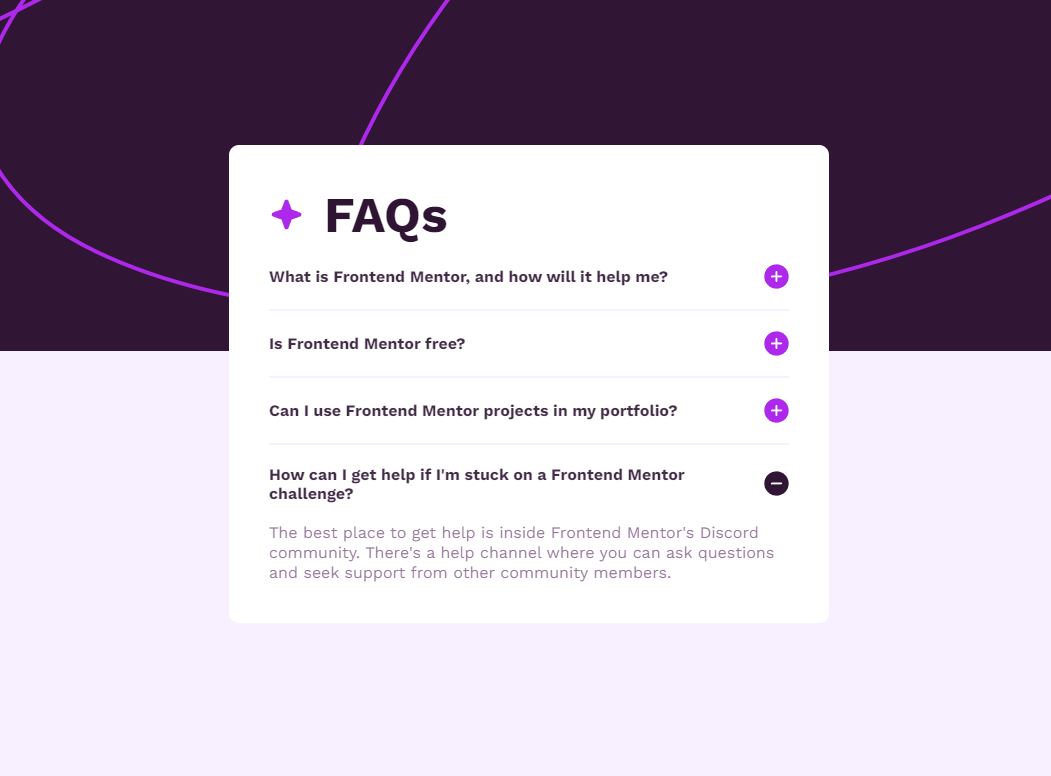 FAQs
What is Frontend Mentor, and how will it help me?
Is Frontend Mentor free?
Can I use Frontend Mentor projects in my portfolio?
How can I get help if I'm stuck on a Frontend Mentor
challenge?
The best place to get help is inside Frontend Mentor's Discord
community. There's a help channel where you can ask questions
and seek support from other community members.